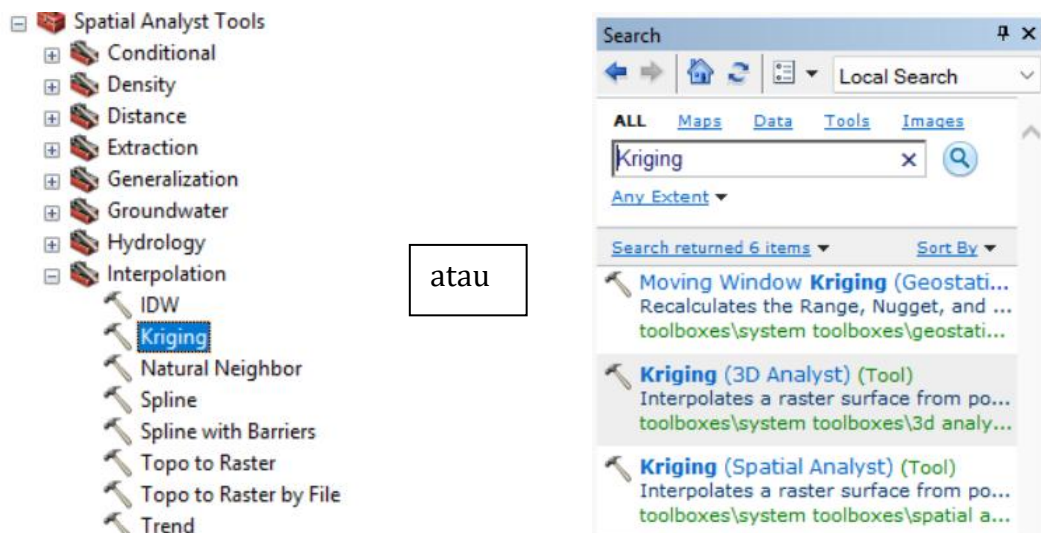 Spatial Analyst Tools
Conditional
Density
Distance
Extraction
Generalization
Groundwater
Hydrology
Interpolation
IDW
Kriging
Natural Neighbor
Spline
Spline with Barriers
Topo to Raster
Topo to Raster by File
Trend
atau
Search
Local Search
ALL Maps Data Tools Images
Kriging
Any Extent
Search returned 6 items Sort By
Moving Window Kriging (Geostati...
Recalculates the Range, Nugget, and ...
toolboxes\system toolboxes\geostati...
Kriging (3D Analyst) (Tool)
Interpolates a raster surface from po...
toolboxes\system toolboxes\3d analy...
Kriging (Spatial Analyst) (Tool)
Interpolates a raster surface from po...
toolboxes\system toolboxes\spatial a...